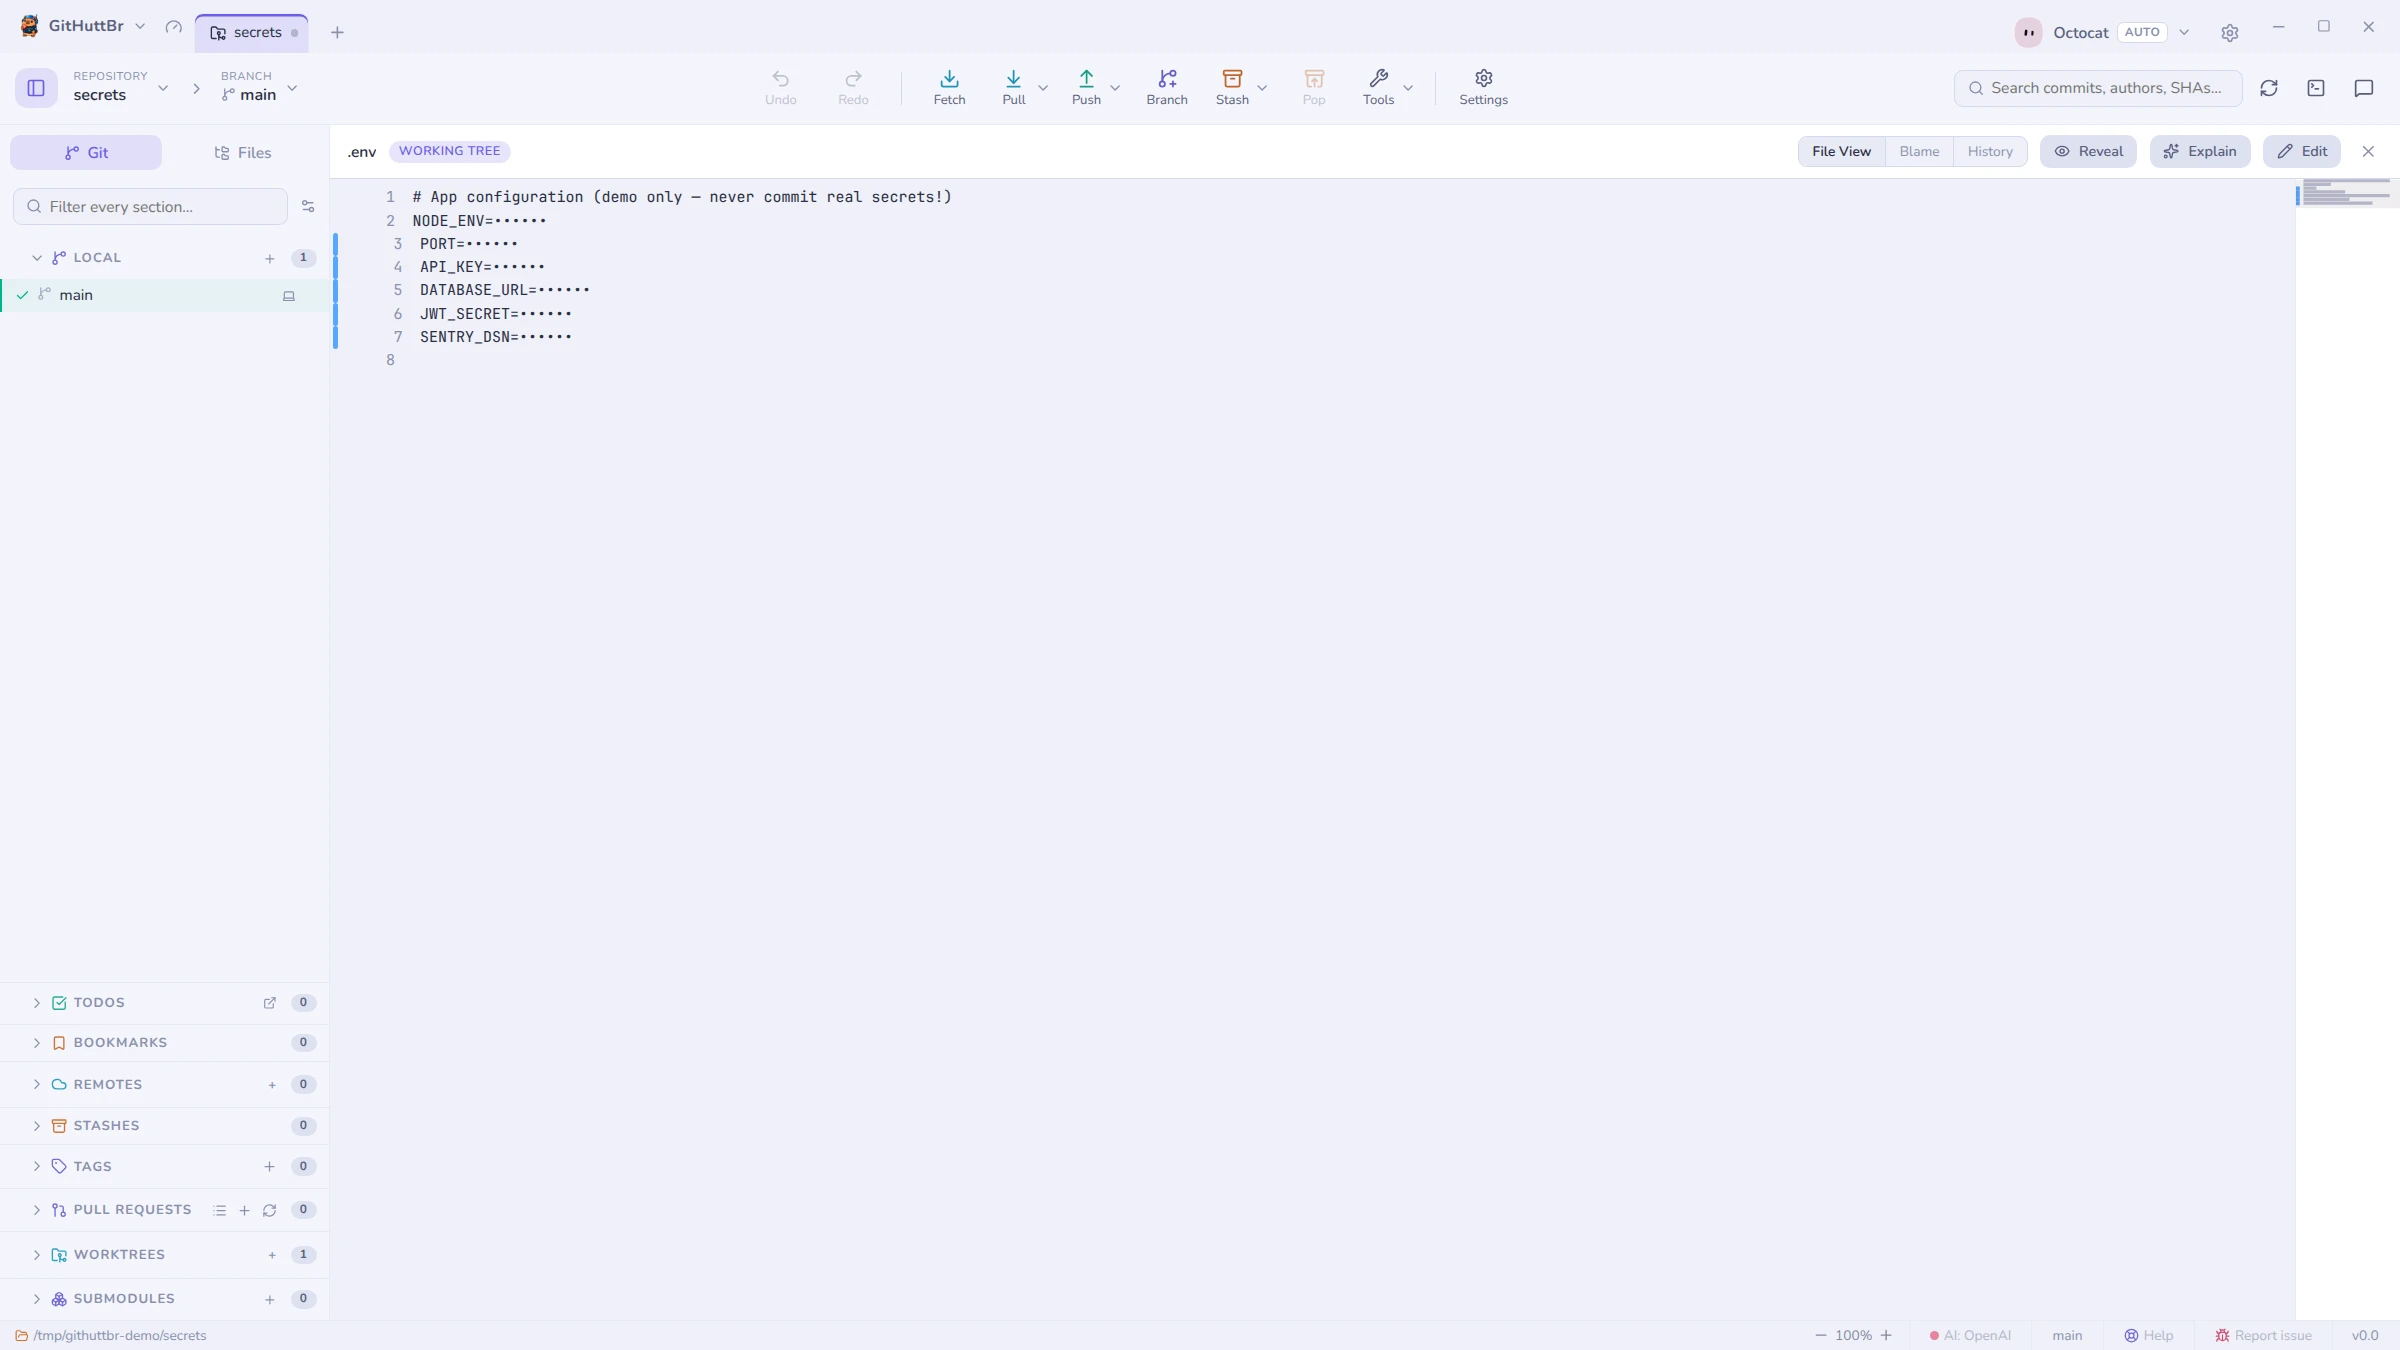 GitHuttBr
secrets
Octocat AUTO
REPOSITORY
secrets
BRANCH
main
Undo
Redo
Fetch
Pull
Push
Branch
Stash
Pop
Tools
Settings
Search commits, authors, SHAs...
Git
Files
.env WORKING TREE
File View
Blame
History
Reveal
Explain
Edit
Filter every section...
LOCAL 1
main
1 # App configuration (demo only — never commit real secrets!)
2 NODE_ENV=••••••
3 PORT=••••••
4 API_KEY=••••••
5 DATABASE_URL=••••••
6 JWT_SECRET=••••••
7 SENTRY_DSN=••••••
8
TODOS 0
BOOKMARKS 0
REMOTES 0
STASHES 0
TAGS 0
PULL REQUESTS 0
WORKTREES 1
SUBMODULES 0
/tmp/githuttbr-demo/secrets
100%
AI: OpenAI
main
Help
Report issue
v0.0